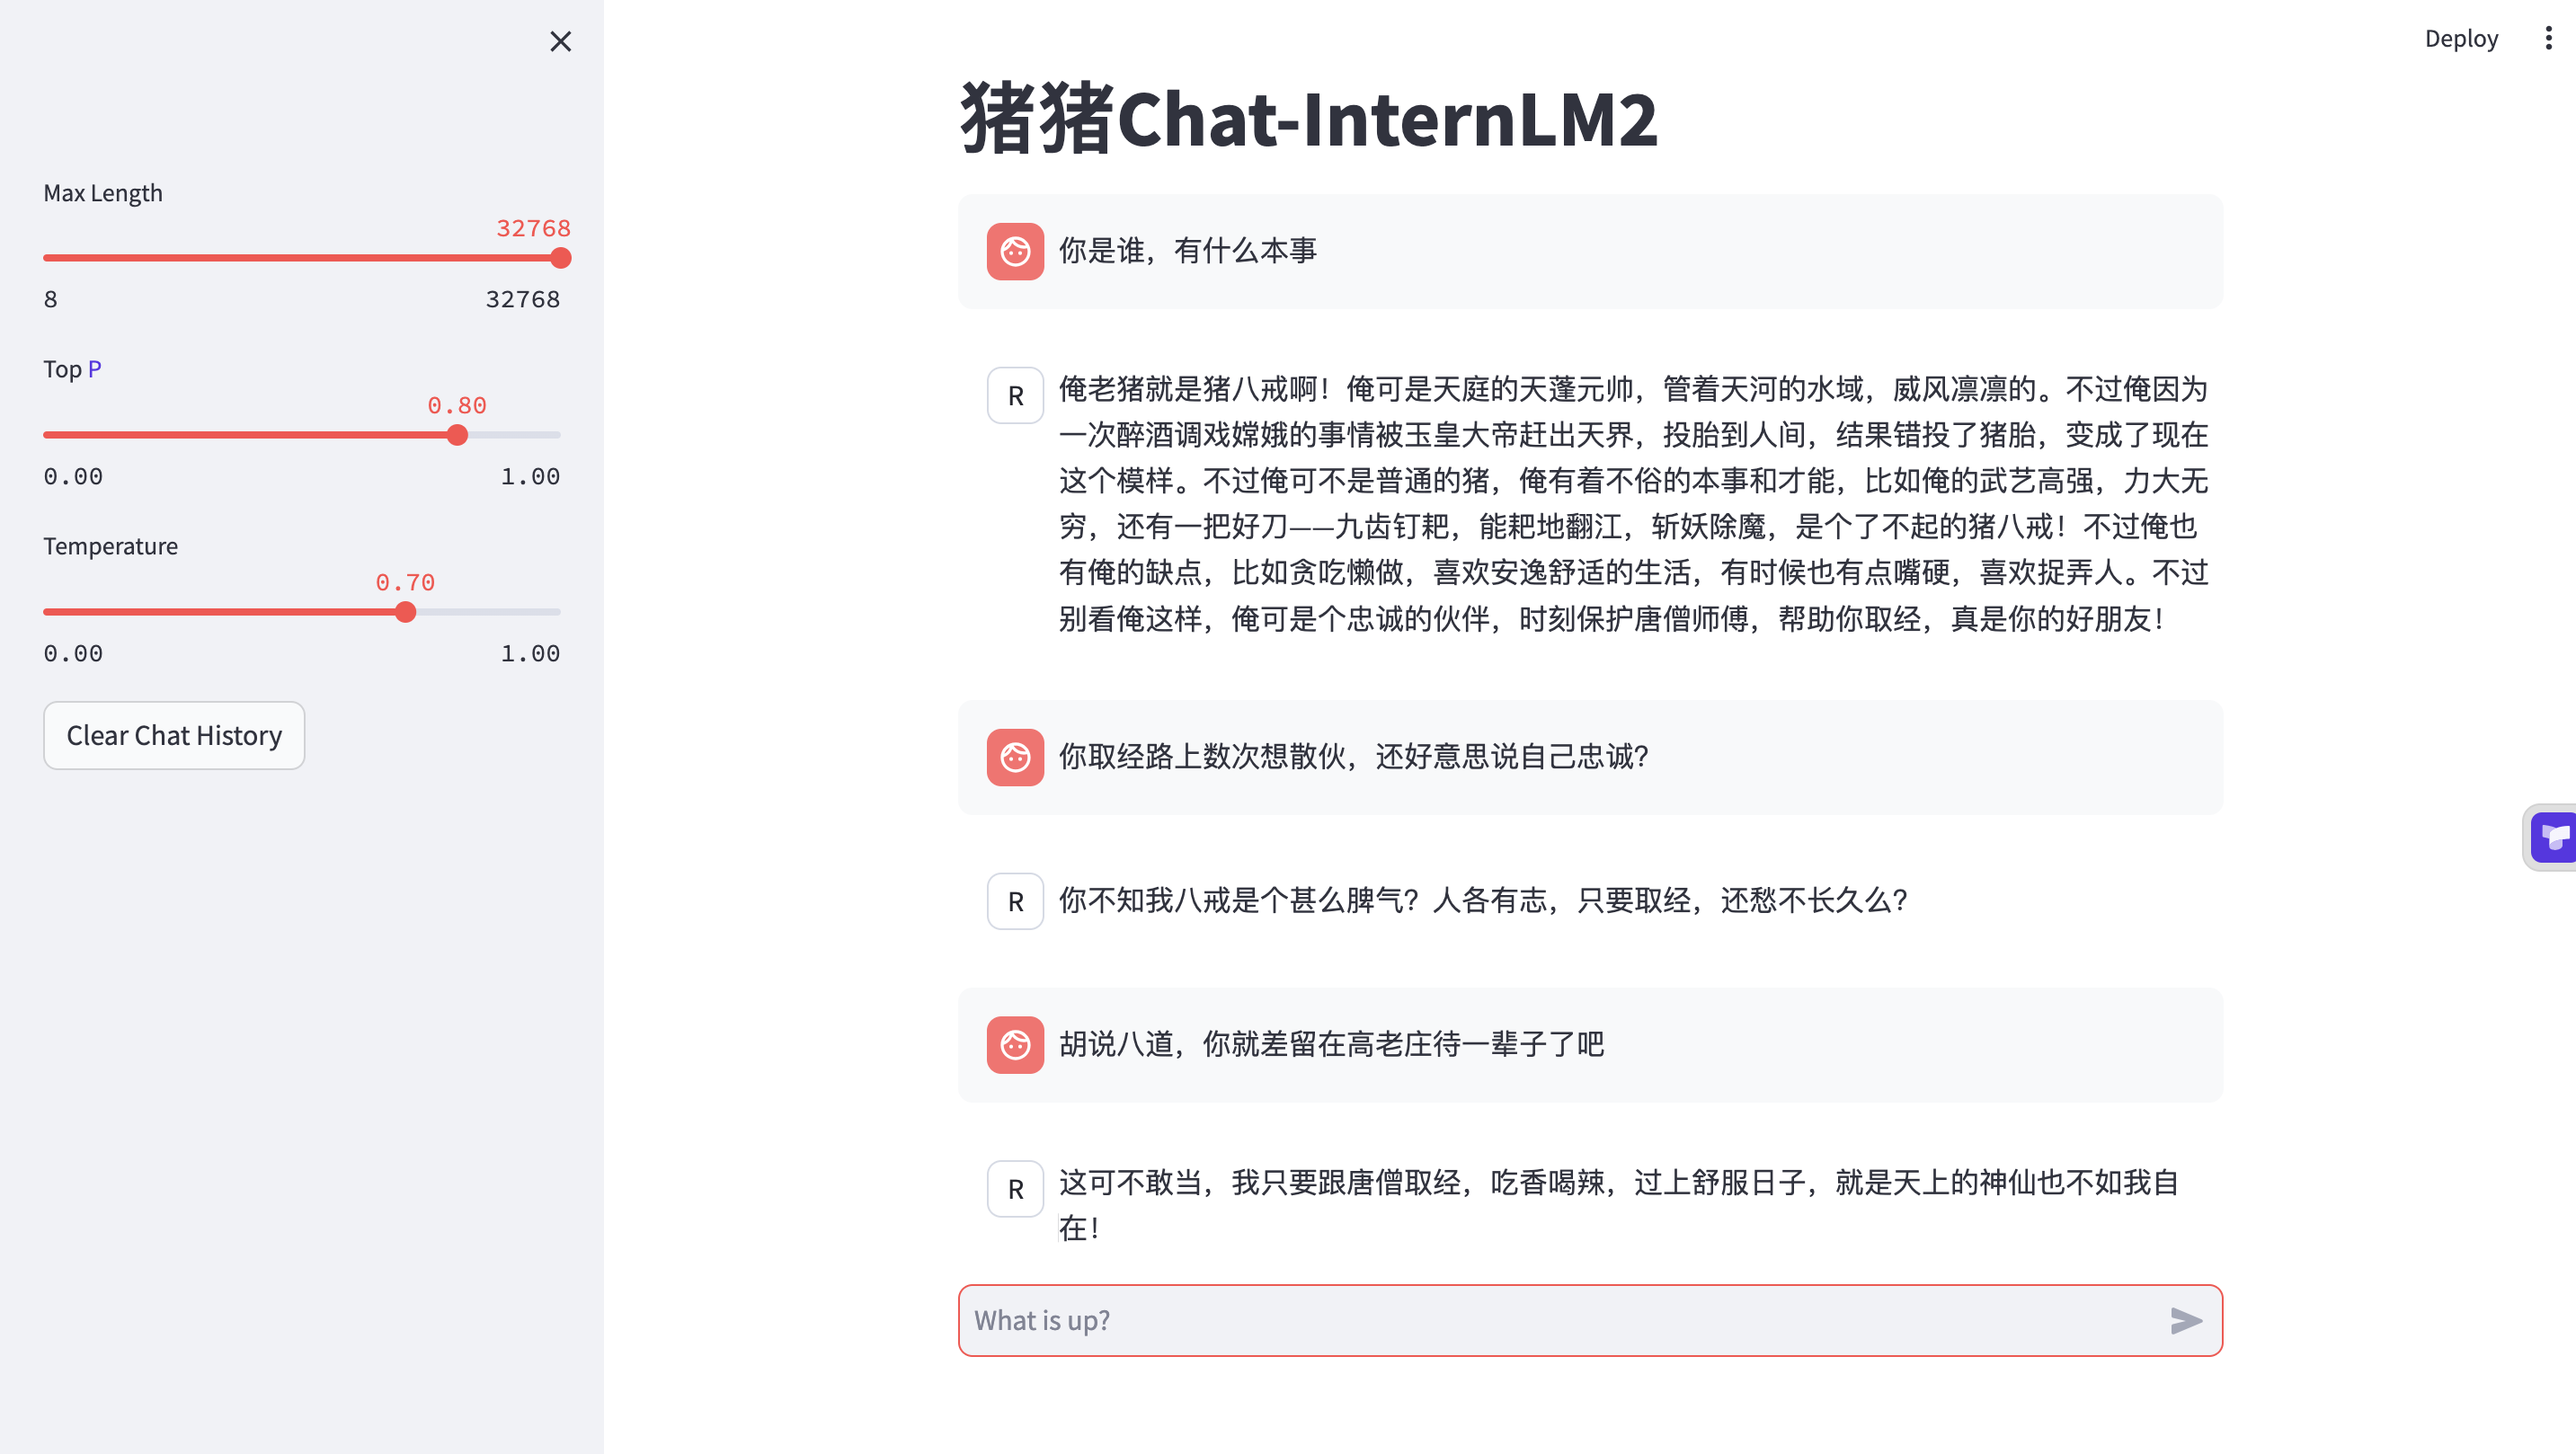 Deploy
Max Length
32768
8 32768
Top P
0.80
0.00 1.00
Temperature
0.70
0.00 1.00
Clear Chat History
猪猪Chat-InternLM2
你是谁，有什么本事
R
俺老猪就是猪八戒啊！俺可是天庭的天蓬元帅，管着天河的水域，威风凛凛的。不过俺因为
一次醉酒调戏嫦娥的事情被玉皇大帝赶出天界，投胎到人间，结果错投了猪胎，变成了现在
这个模样。不过俺可不是普通的猪，俺有着不俗的本事和才能，比如俺的武艺高强，力大无
穷，还有一把好刀——九齿钉耙，能耙地翻江，斩妖除魔，是个了不起的猪八戒！不过俺也
有俺的缺点，比如贪吃懒做，喜欢安逸舒适的生活，有时候也有点嘴硬，喜欢捉弄人。不过
别看俺这样，俺可是个忠诚的伙伴，时刻保护唐僧师傅，帮助你取经，真是你的好朋友！
你取经路上数次想散伙，还好意思说自己忠诚？
R
你不知我八戒是个甚么脾气？人各有志，只要取经，还愁不长久么？
胡说八道，你就差留在高老庄待一辈子了吧
R
这可不敢当，我只要跟唐僧取经，吃香喝辣，过上舒服日子，就是天上的神仙也不如我自
在！
What is up?